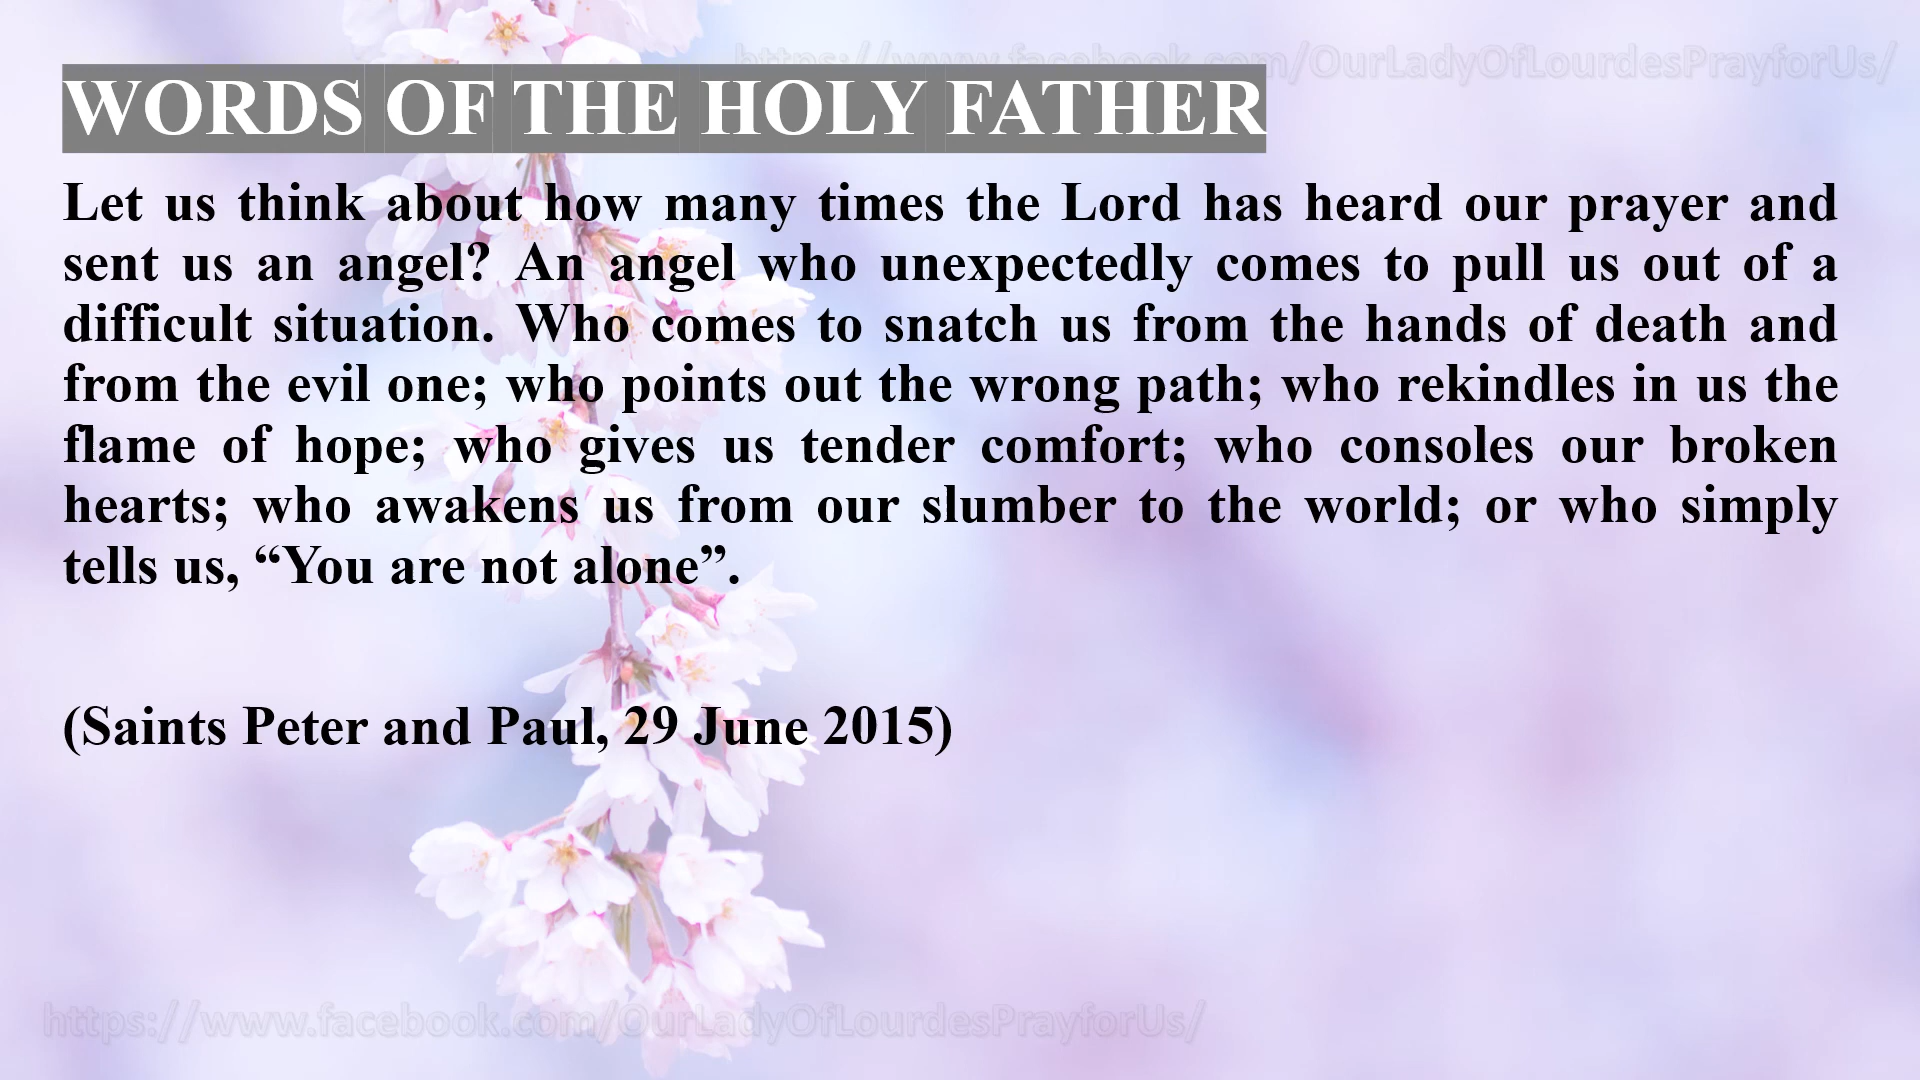 https://www.facebook.com/OurLadyOfLourdesPrayforUs/
WORDS OF THE HOLY FATHER
Let us think about how many times the Lord has heard our prayer and
sent us an angel? An angel who unexpectedly comes to pull us out of a
difficult situation. Who comes to snatch us from the hands of death and
from the evil one; who points out the wrong path; who rekindles in us the
flame of hope; who gives us tender comfort; who consoles our broken
hearts; who awakens us from our slumber to the world; or who simply
tells us, “You are not alone”.
(Saints Peter and Paul, 29 June 2015)
https://www.facebook.com/OurLadyOfLourdesPrayforUs/